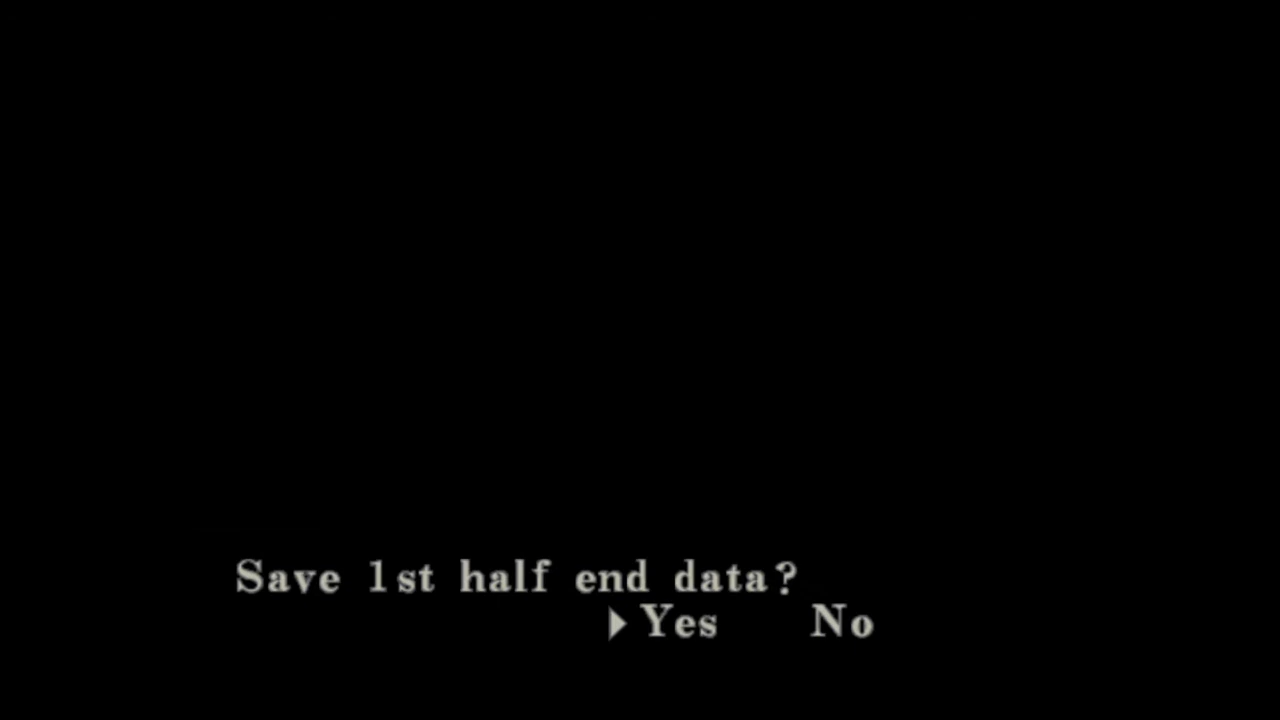 Save 1st half end data?
Yes No